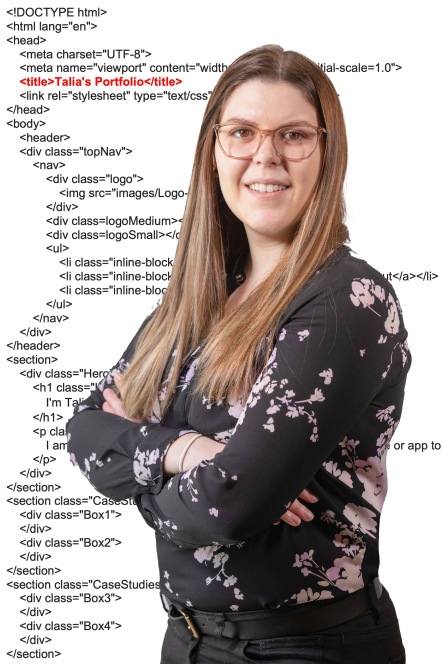 <!DOCTYPE html>
<html lang="en">
<head>
<meta charset="UTF-8">
<meta name="viewport" content="width itial-scale=1.0">
<title>Talia's Portfolio</title>
<link rel="stylesheet" type="text/css"
</head>
<body>
<header>
<div class="topNav">
<nav>
<div class="logo">
<img src="images/Logo-
</div>
<div class=logoMedium><
<div class=logoSmall></d
<ul>
<li class="inline-block
<li class="inline-block ut</a></li>
<li class="inline-bloc
</ul>
</nav>
</div>
</header>
<section>
<div class="Hero
<h1 class="
I'm Tali
</h1>
<p cla
I am or app to
</p>
</div>
</section>
<section class="CaseStu
<div class="Box1">
</div>
<div class="Box2">
</div>
</section>
<section class="CaseStudies
<div class="Box3">
</div>
<div class="Box4">
</div>
</section>